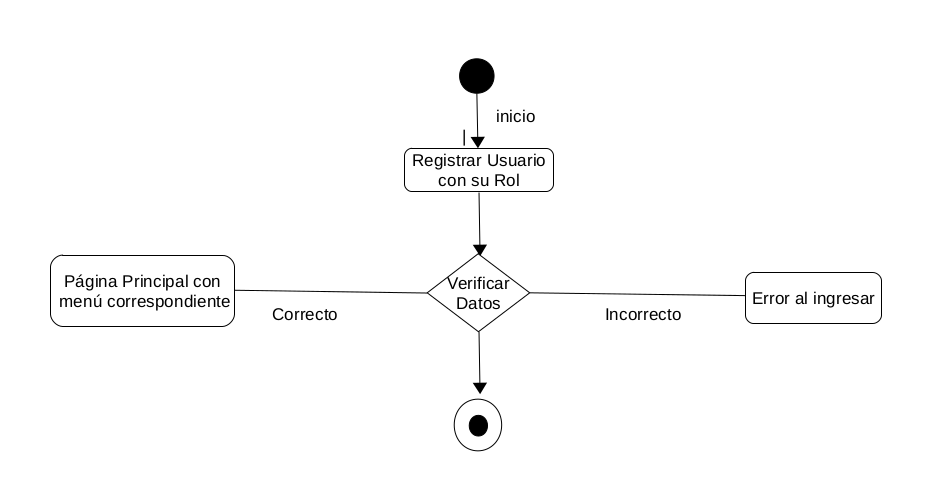 inicio
Registrar Usuario
con su Rol
Página Principal con
menú correspondiente
Verificar
Datos
Error al ingresar
Correcto
Incorrecto